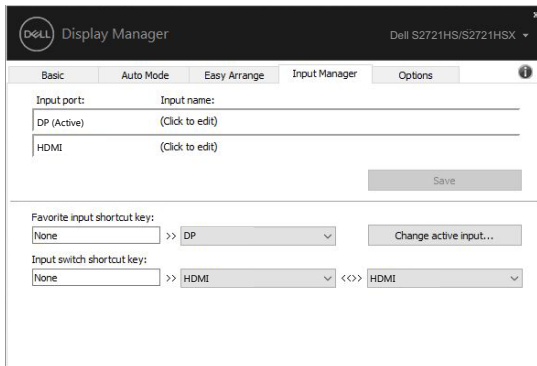 DELL Display Manager Dell S2721HS/S2721HSX
Basic Auto Mode Easy Arrange Input Manager Options
Input port: Input name:
DP (Active) (Click to edit)
HDMI (Click to edit)
Save
Favorite input shortcut key:
None >> DP Change active input...
Input switch shortcut key:
None >> HDMI <<>> HDMI